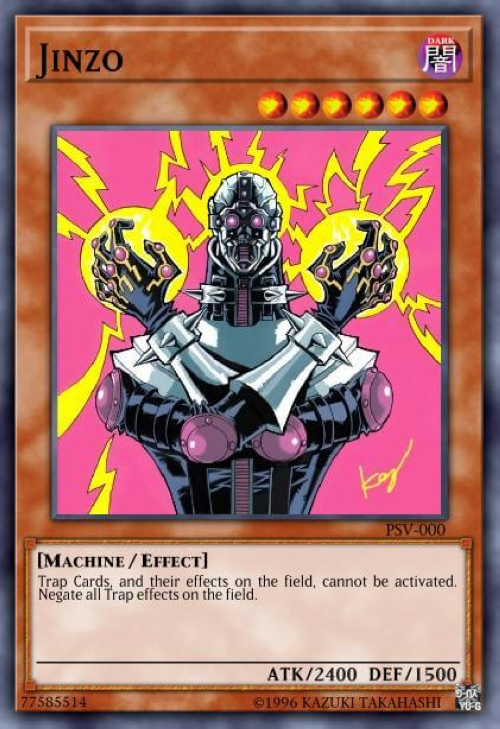 JINZO
DARK
闇
Kaz
PSV-000
[MACHINE / EFFECT]
Trap Cards, and their effects on the field, cannot be activated.
Negate all Trap effects on the field.
ATK/2400 DEF/1500
77585514
©1996 KAZUKI TAKAHASHI